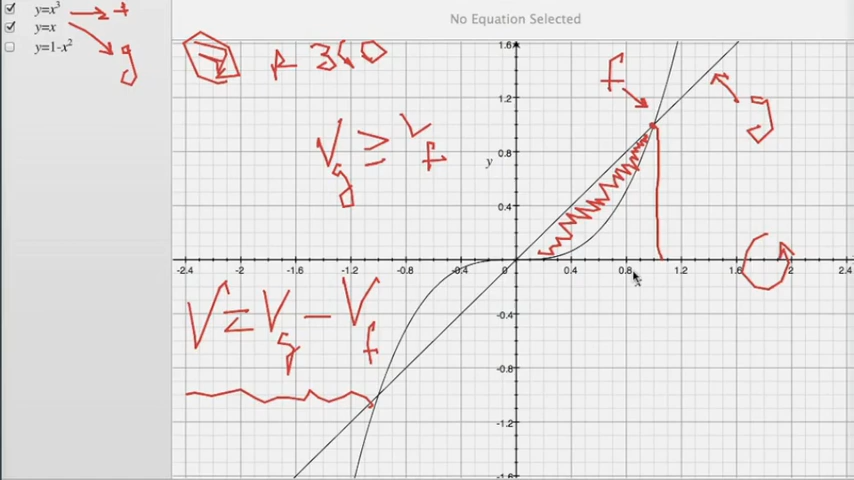 No Equation Selected
y=x³ → f
y=x
y=1-x²
g
P 360
f
g
V_g ≥ V_f
V = V_g - V_f
y
x
1.6
1.2
0.8
0.4
-2.4 -2 -1.6 -1.2 -0.8 -0.4 0 0.4 0.8 1.2 1.6 2 2.4
-0.4
-0.8
-1.2
-1.6